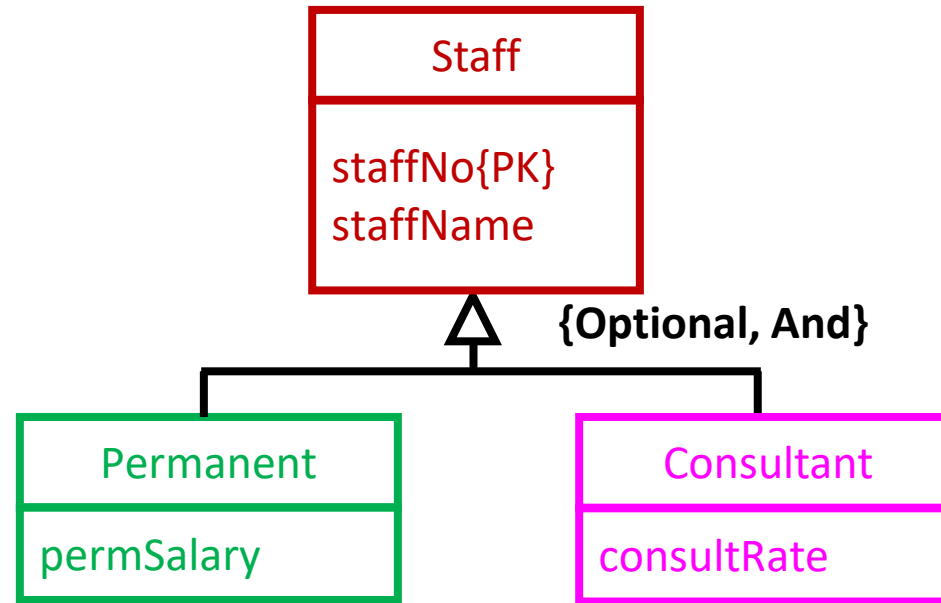 Staff
staffNo{PK}
staffName
{Optional, And}
Permanent
permSalary
Consultant
consultRate